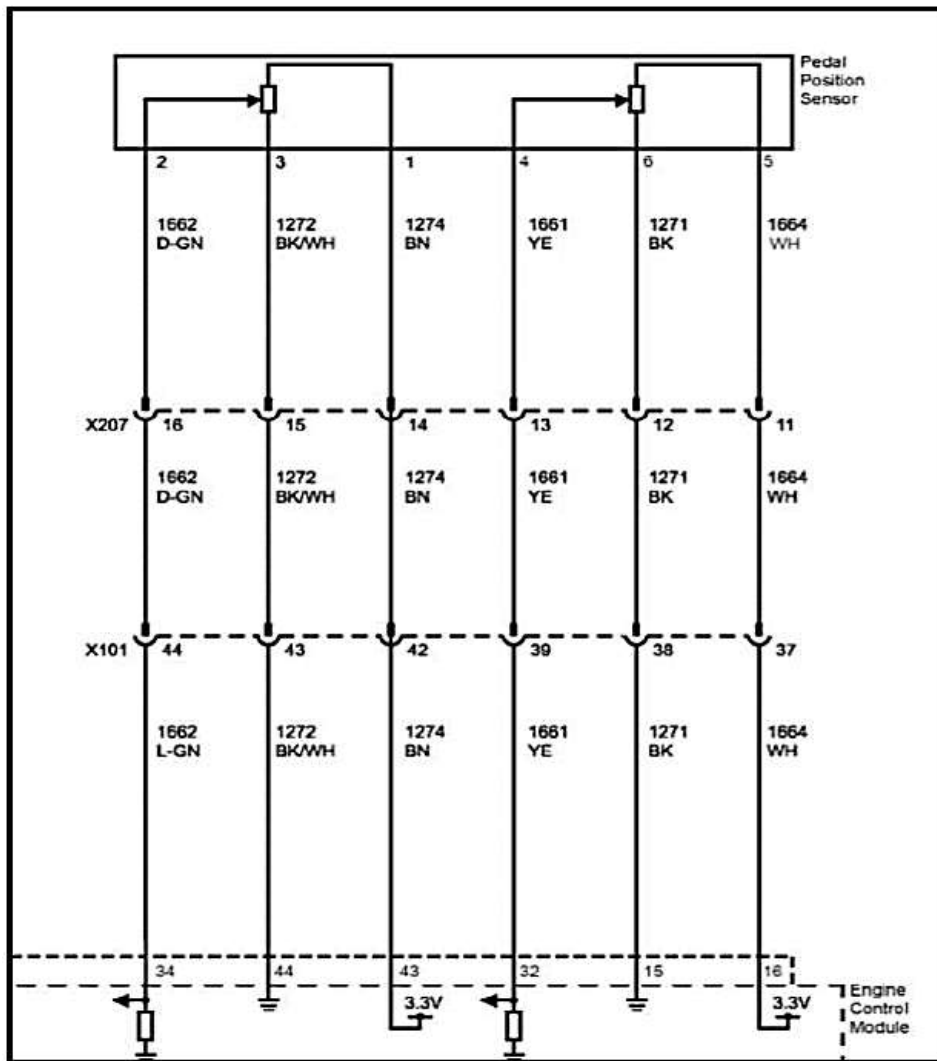 Pedal
Position
Sensor
2 3 1 4 6 5
1662 1272 1274 1661 1271 1664
D-GN BK/WH BN YE BK WH
X207 16 15 14 13 12 11
1662 1272 1274 1661 1271 1664
D-GN BK/WH BN YE BK WH
X101 44 43 42 39 38 37
1662 1272 1274 1661 1271 1664
L-GN BK/WH BN YE BK WH
34 44 43 32 15 16
3.3V 3.3V
Engine
Control
Module